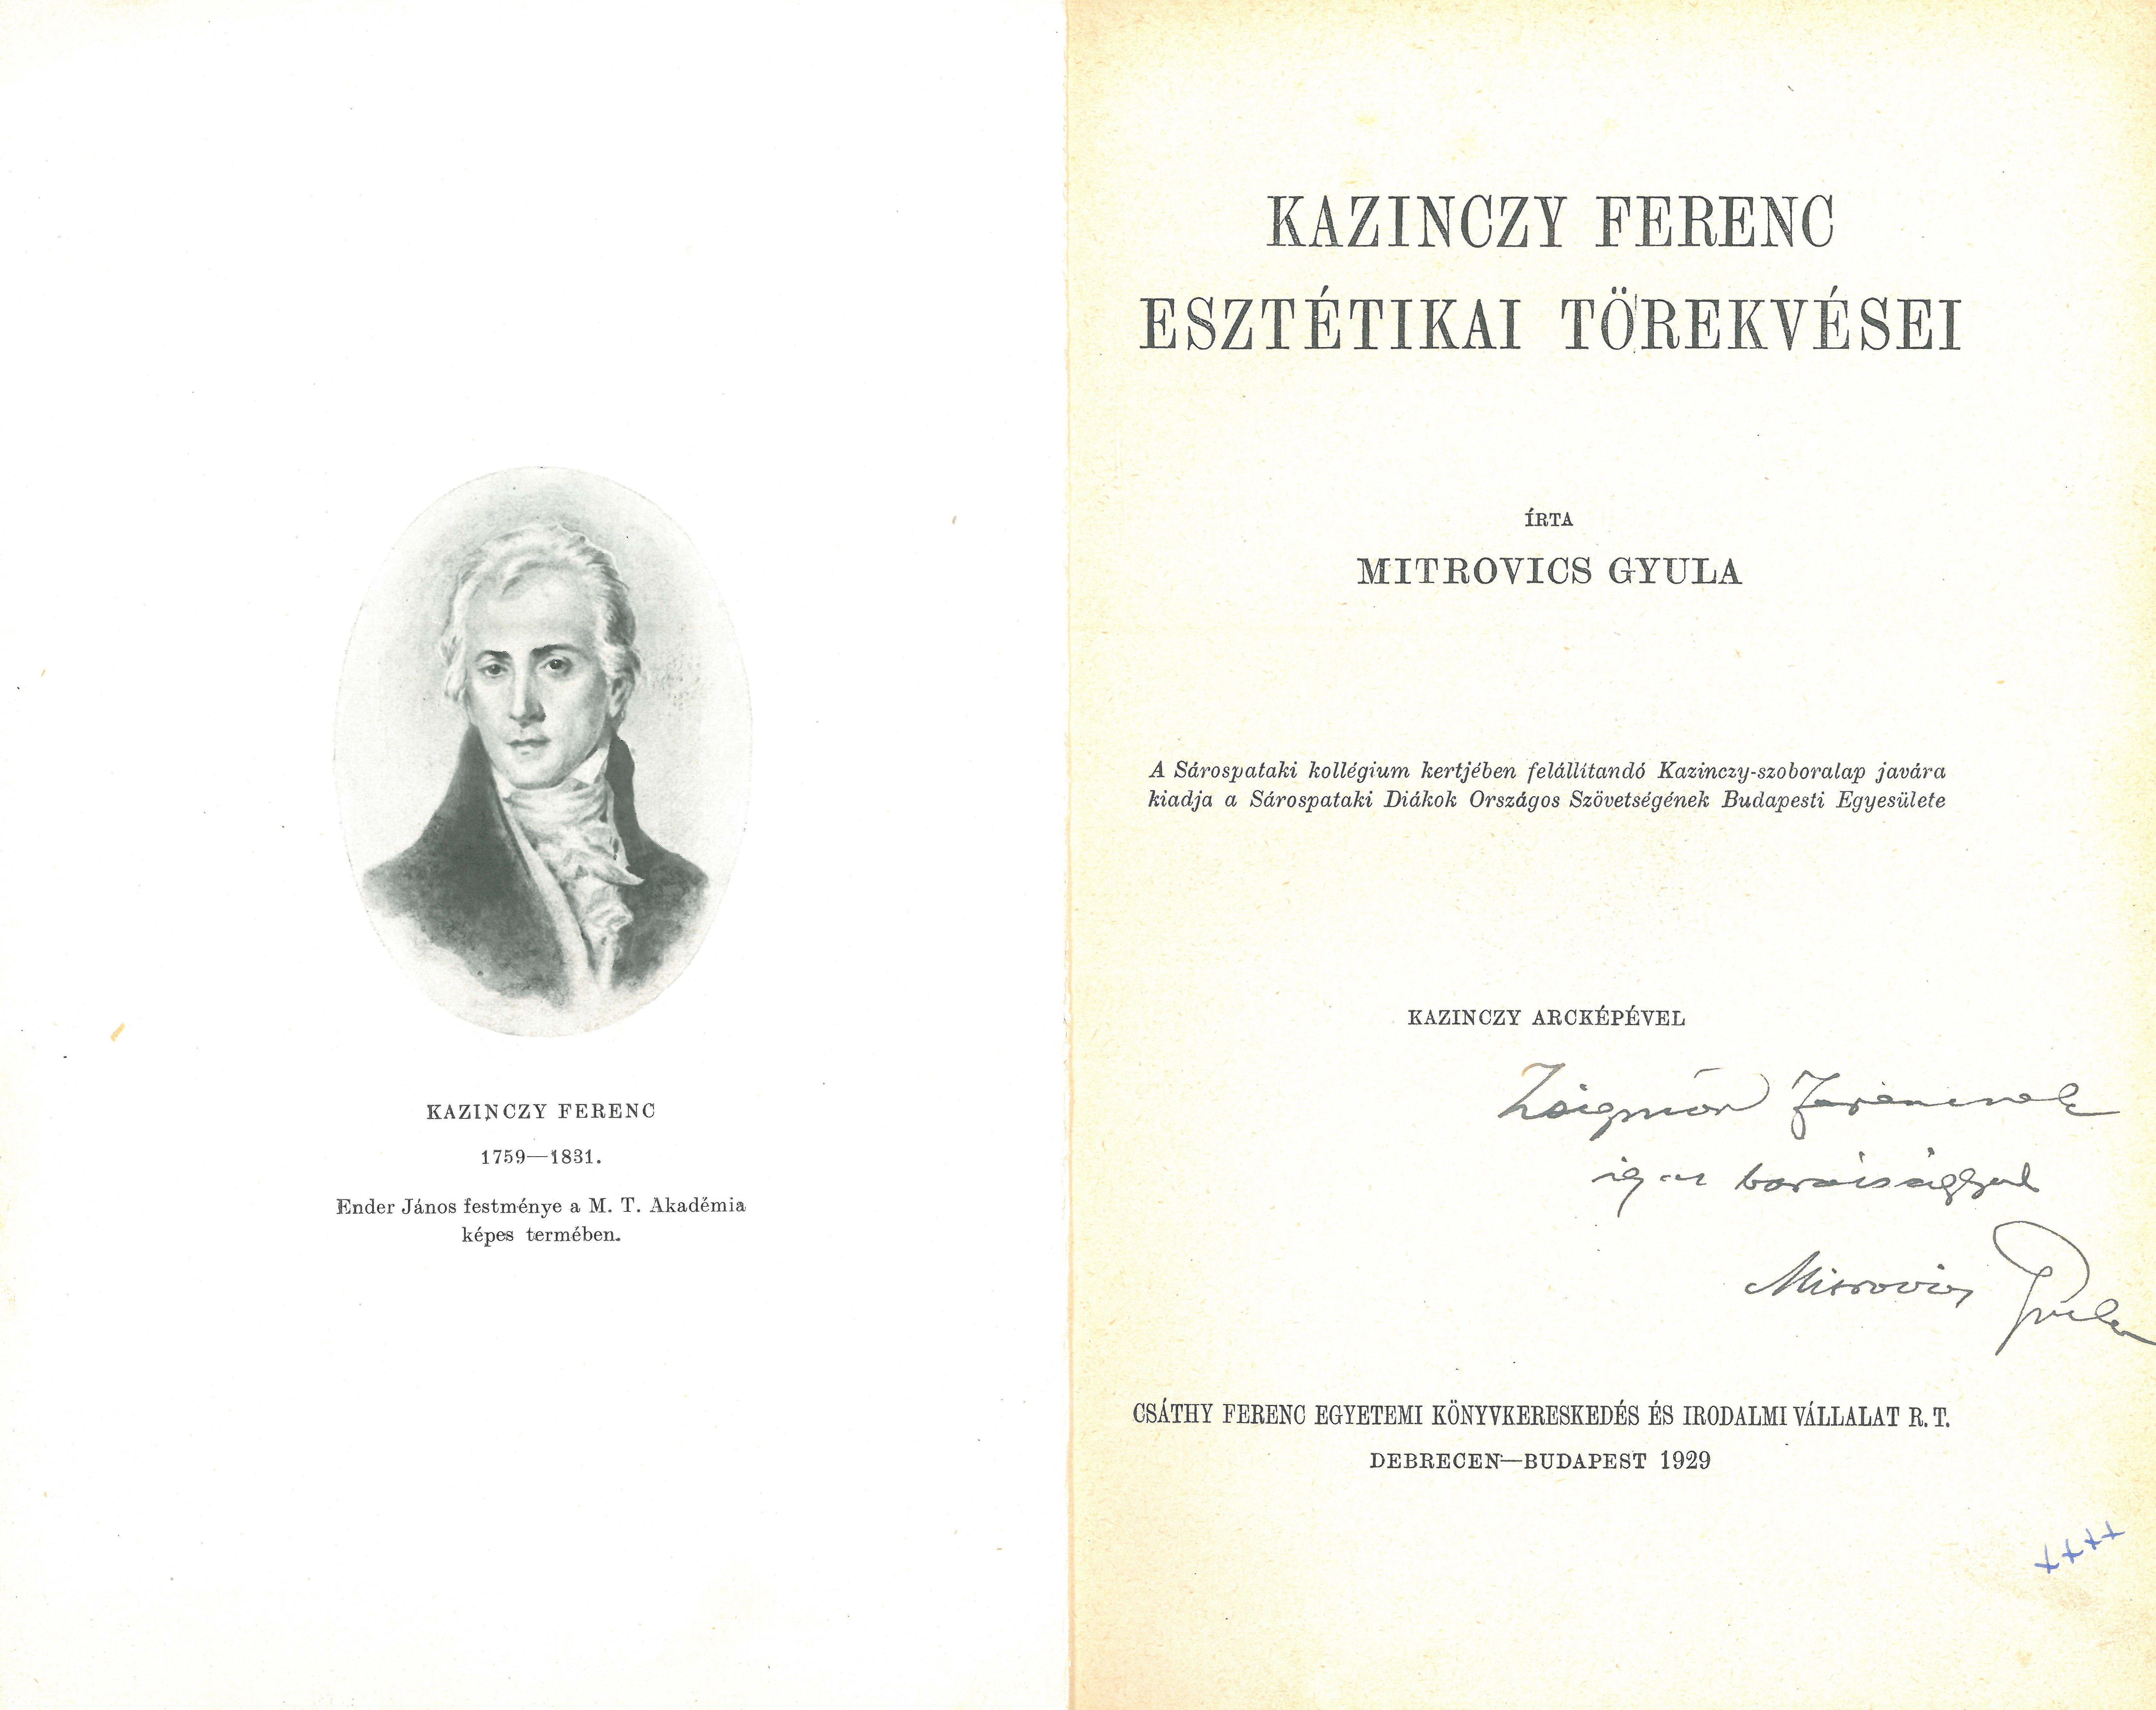 KAZINCZY FERENC
1759—1831.
Ender János festménye a M. T. Akadémia
képes termében.
KAZINCZY FERENC
ESZTÉTIKAI TÖREKVÉSEI
ÍRTA
MITROVICS GYULA
A Sárospataki kollégium kertjében felállítandó Kazinczy-szoboralap javára
kiadja a Sárospataki Diákok Országos Szövetségének Budapesti Egyesülete
KAZINCZY ARCKÉPÉVEL
Zsigmond Ferencnek
igaz barátsággal
Mitrovics Gyula
CSÁTHY FERENC EGYETEMI KÖNYVKERESKEDÉS ÉS IRODALMI VÁLLALAT R. T.
DEBRECEN—BUDAPEST 1929